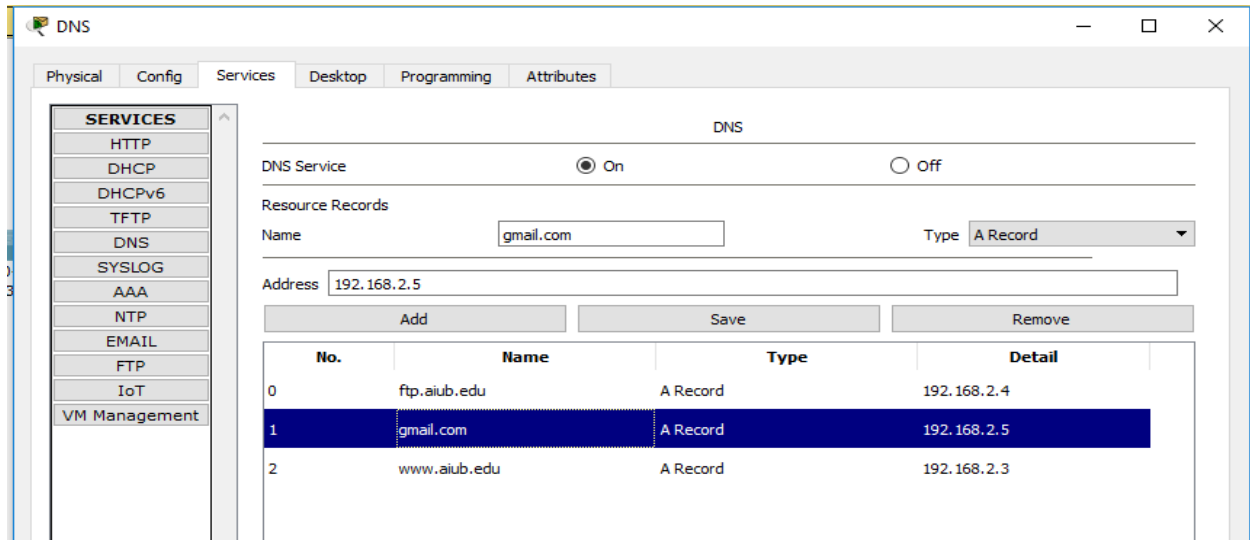 DNS
Physical Config Services Desktop Programming Attributes
SERVICES
HTTP
DHCP
DHCPv6
TFTP
DNS
SYSLOG
AAA
NTP
EMAIL
FTP
IoT
VM Management
DNS
DNS Service On Off
Resource Records
Name gmail.com Type A Record
Address 192.168.2.5
Add Save Remove
No. Name Type Detail
0 ftp.aiub.edu A Record 192.168.2.4
1 gmail.com A Record 192.168.2.5
2 www.aiub.edu A Record 192.168.2.3